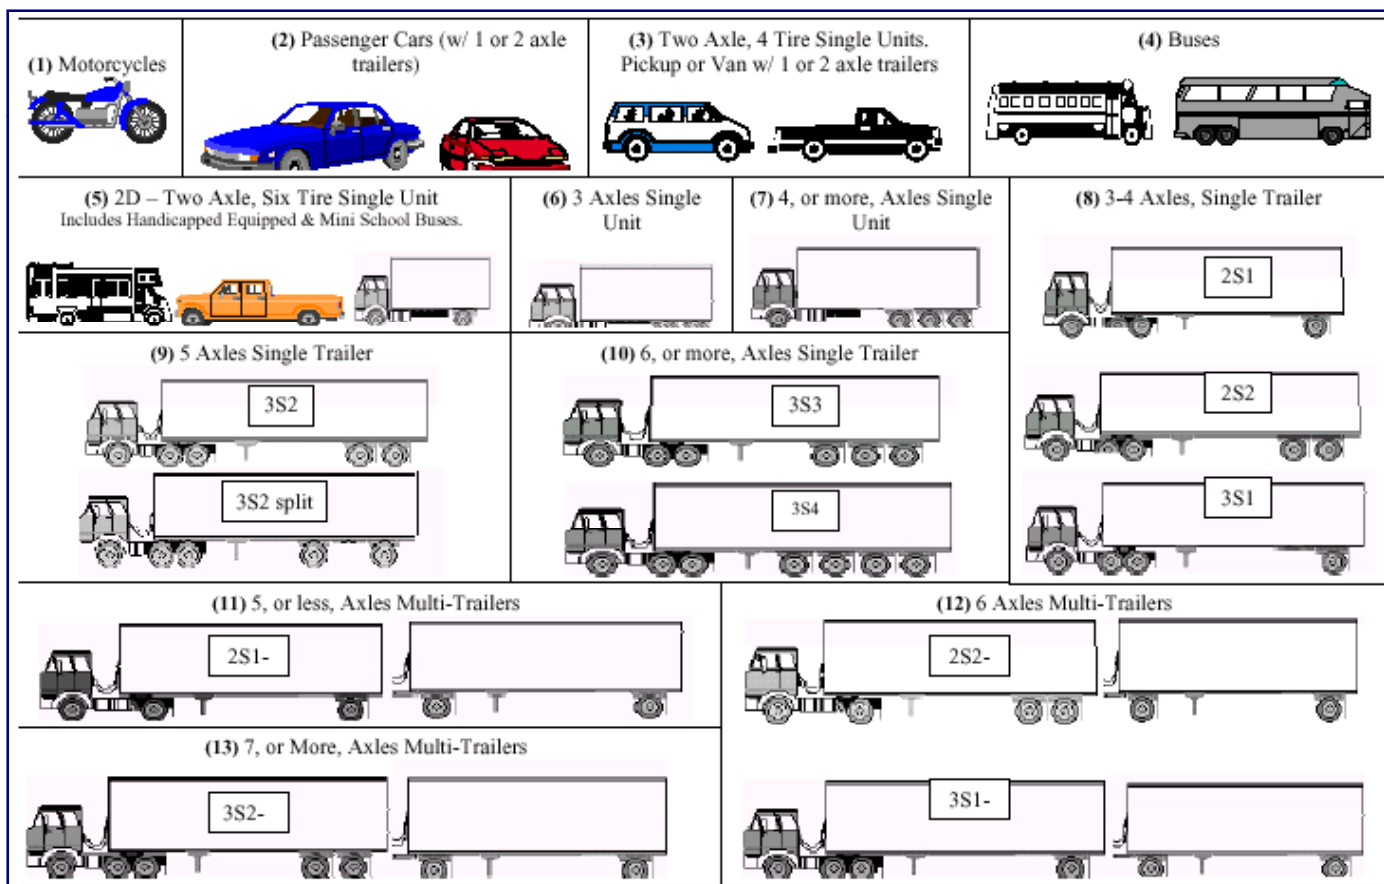 (1) Motorcycles
(2) Passenger Cars (w/ 1 or 2 axle
trailers)
(3) Two Axle, 4 Tire Single Units.
Pickup or Van w/ 1 or 2 axle trailers
(4) Buses
(5) 2D – Two Axle, Six Tire Single Unit
Includes Handicapped Equipped & Mini School Buses.
(6) 3 Axles Single
Unit
(7) 4, or more, Axles Single
Unit
(8) 3-4 Axles, Single Trailer
2S1
2S2
3S1
(9) 5 Axles Single Trailer
3S2
3S2 split
(10) 6, or more, Axles Single Trailer
3S3
3S4
(11) 5, or less, Axles Multi-Trailers
2S1-
(12) 6 Axles Multi-Trailers
2S2-
3S1-
(13) 7, or More, Axles Multi-Trailers
3S2-